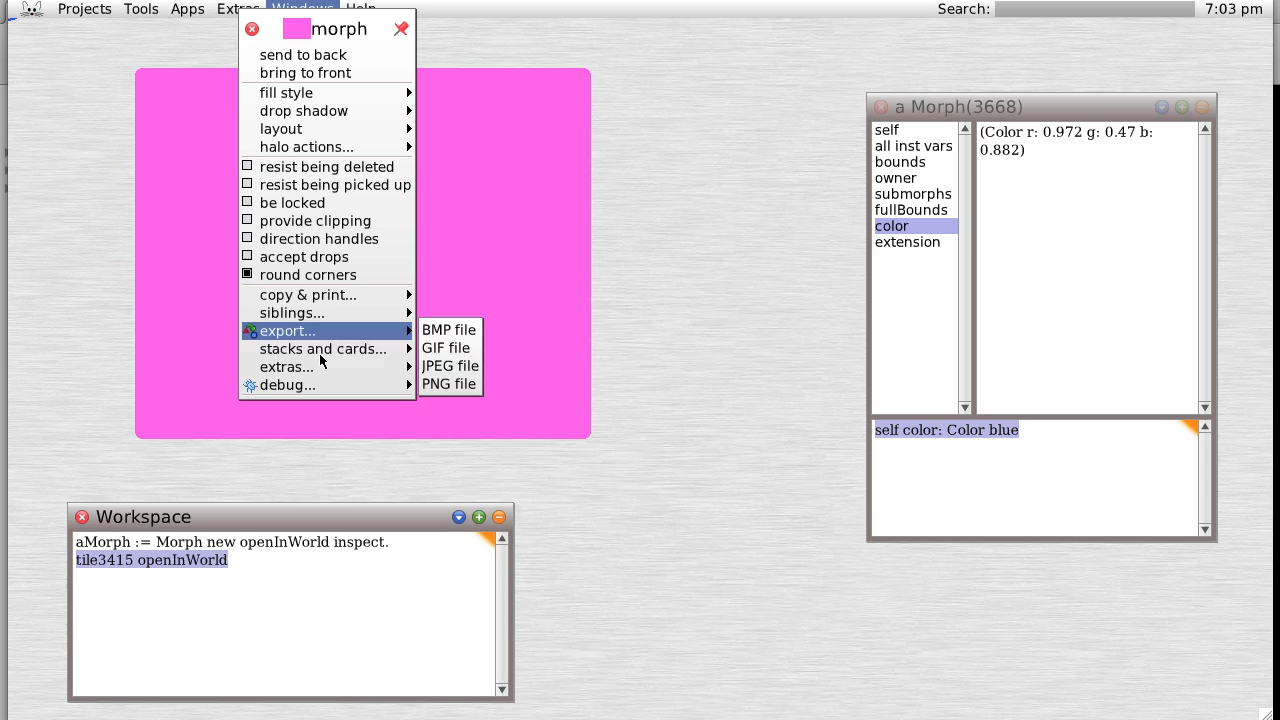 Projects Tools Apps Extras Windows Help Search: 7:03 pm
morph
send to back
bring to front
fill style
drop shadow
layout
halo actions...
resist being deleted
resist being picked up
be locked
provide clipping
direction handles
accept drops
round corners
copy & print...
siblings...
export...
stacks and cards...
extras...
debug...
BMP file
GIF file
JPEG file
PNG file
a Morph(3668)
self
all inst vars
bounds
owner
submorphs
fullBounds
color
extension
(Color r: 0.972 g: 0.47 b:
0.882)
self color: Color blue
Workspace
aMorph := Morph new openInWorld inspect.
tile3415 openInWorld